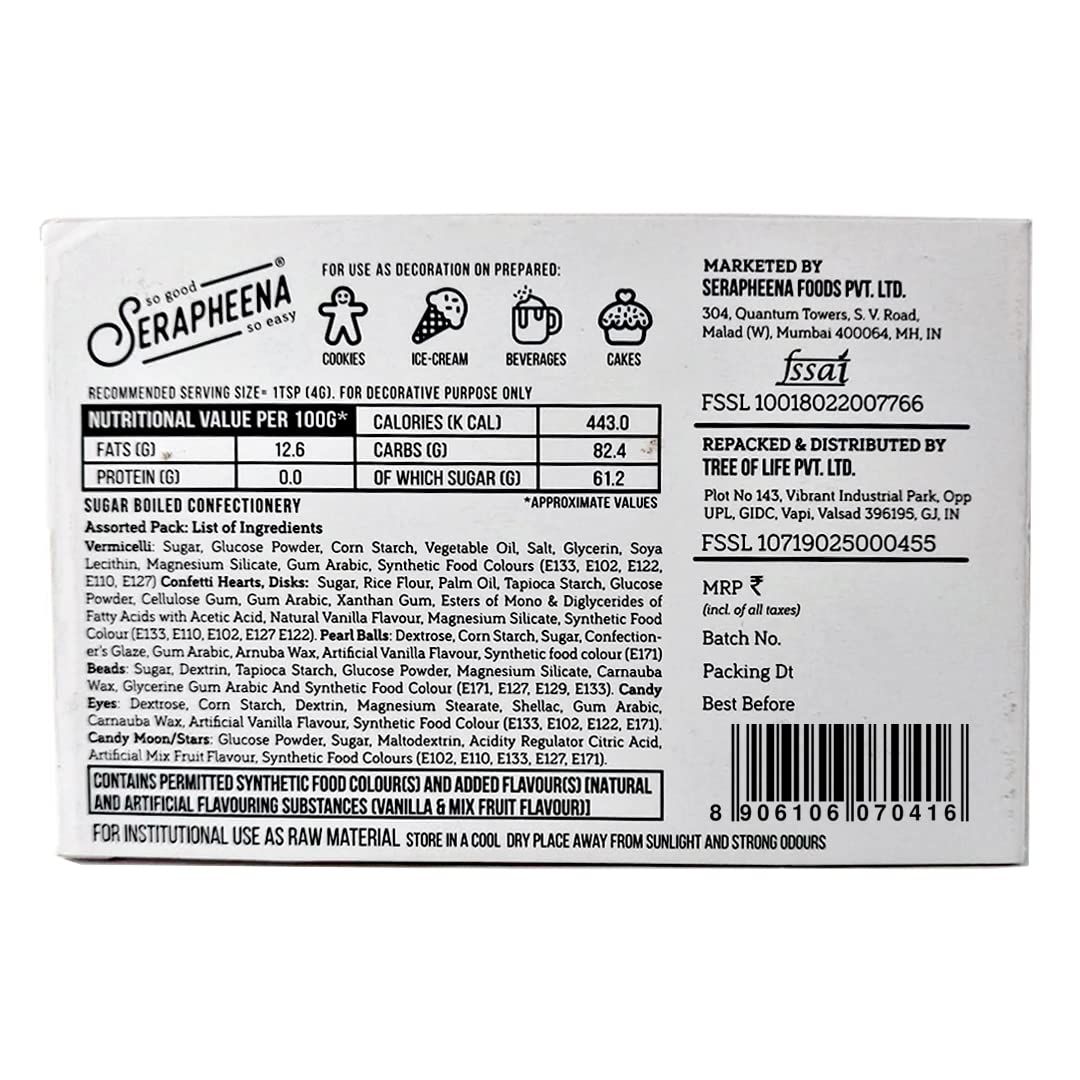 so good
SERAPHEENA®
so easy
FOR USE AS DECORATION ON PREPARED:
COOKIES
ICE-CREAM
BEVERAGES
CAKES
RECOMMENDED SERVING SIZE= 1TSP (4G). FOR DECORATIVE PURPOSE ONLY
NUTRITIONAL VALUE PER 100G* CALORIES (K CAL) 443.0
FATS (G) 12.6 CARBS (G) 82.4
PROTEIN (G) 0.0 OF WHICH SUGAR (G) 61.2
SUGAR BOILED CONFECTIONERY *APPROXIMATE VALUES
Assorted Pack: List of Ingredients
Vermicelli: Sugar, Glucose Powder, Corn Starch, Vegetable Oil, Salt, Glycerin, Soya
Lecithin, Magnesium Silicate, Gum Arabic, Synthetic Food Colours (E133, E102, E122,
E110, E127) Confetti Hearts, Disks: Sugar, Rice Flour, Palm Oil, Tapioca Starch, Glucose
Powder, Cellulose Gum, Gum Arabic, Xanthan Gum, Esters of Mono & Diglycerides of
Fatty Acids with Acetic Acid, Natural Vanilla Flavour, Magnesium Silicate, Synthetic Food
Colour (E133, E110, E102, E127 E122). Pearl Balls: Dextrose, Corn Starch, Sugar, Confection-
er's Glaze, Gum Arabic, Arnuba Wax, Artificial Vanilla Flavour, Synthetic food colour (E171)
Beads: Sugar, Dextrin, Tapioca Starch, Glucose Powder, Magnesium Silicate, Carnauba
Wax, Glycerine Gum Arabic And Synthetic Food Colour (E171, E127, E129, E133). Candy
Eyes: Dextrose, Corn Starch, Dextrin, Magnesium Stearate, Shellac, Gum Arabic,
Carnauba Wax, Artificial Vanilla Flavour, Synthetic Food Colour (E133, E102, E122, E171).
Candy Moon/Stars: Glucose Powder, Sugar, Maltodextrin, Acidity Regulator Citric Acid,
Artificial Mix Fruit Flavour, Synthetic Food Colours (E102, E110, E133, E127, E171).
CONTAINS PERMITTED SYNTHETIC FOOD COLOUR(S) AND ADDED FLAVOUR(S) [NATURAL
AND ARTIFICIAL FLAVOURING SUBSTANCES (VANILLA & MIX FRUIT FLAVOUR)]
FOR INSTITUTIONAL USE AS RAW MATERIAL STORE IN A COOL DRY PLACE AWAY FROM SUNLIGHT AND STRONG ODOURS
MARKETED BY
SERAPHEENA FOODS PVT. LTD.
304, Quantum Towers, S. V. Road,
Malad (W), Mumbai 400064, MH, IN
fssai
FSSL 10018022007766
REPACKED & DISTRIBUTED BY
TREE OF LIFE PVT. LTD.
Plot No 143, Vibrant Industrial Park, Opp
UPL, GIDC, Vapi, Valsad 396195, GJ, IN
FSSL 10719025000455
MRP ₹
(incl. of all taxes)
Batch No.
Packing Dt
Best Before
8 906106 070416